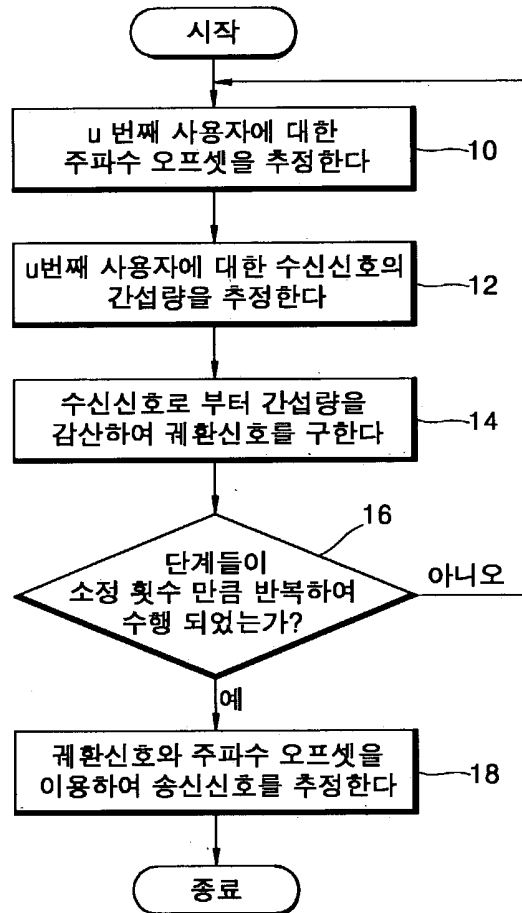 시작
u 번째 사용자에 대한
주파수 오프셋을 추정한다
10
u번째 사용자에 대한 수신신호의
간섭량을 추정한다
12
수신신호로 부터 간섭량을
감산하여 궤환신호를 구한다
14
16
단계들이
소정 횟수 만큼 반복하여
수행 되었는가?
아니오
예
궤환신호와 주파수 오프셋을
이용하여 송신신호를 추정한다
18
종료